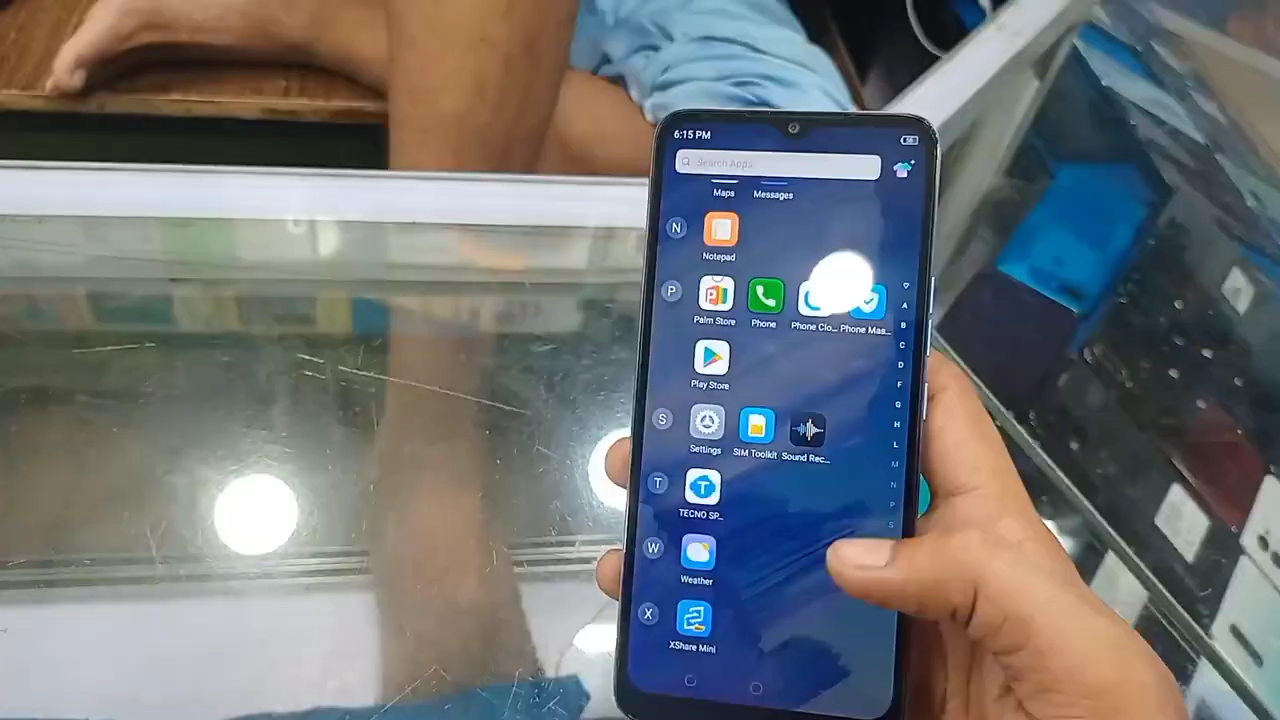 6:15 PM
58
Search Apps
Maps Messages
N
Notepad
P
Palm Store Phone Phone Clo... Phone Mas...
Play Store
S
Settings SIM Toolkit Sound Rec...
T
TECNO SP...
W
Weather
X
XShare Mini
A
B
C
D
F
G
H
L
M
N
P
S